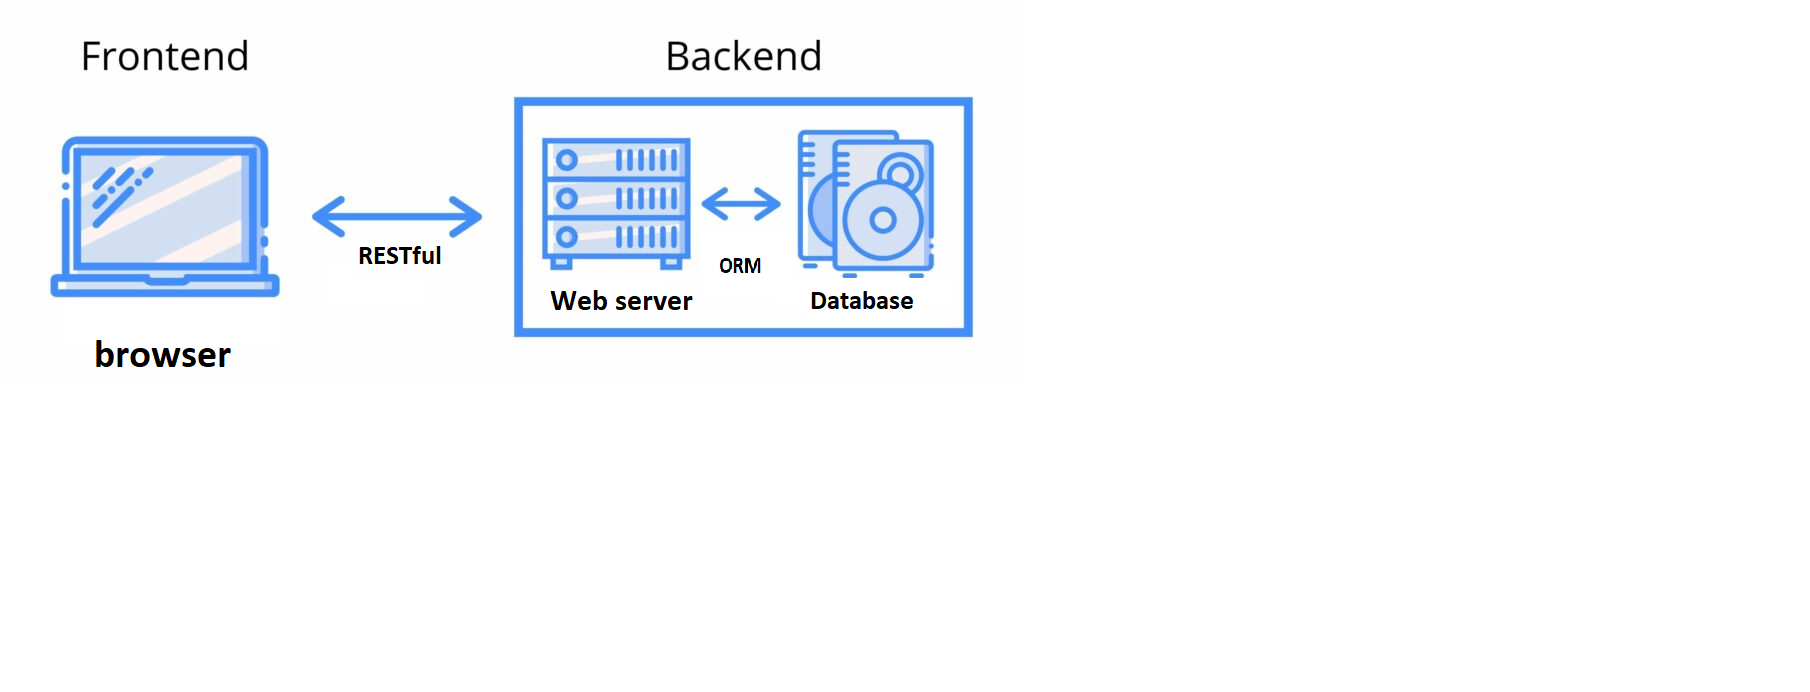 Frontend
Backend
RESTful
ORM
Web server
Database
browser